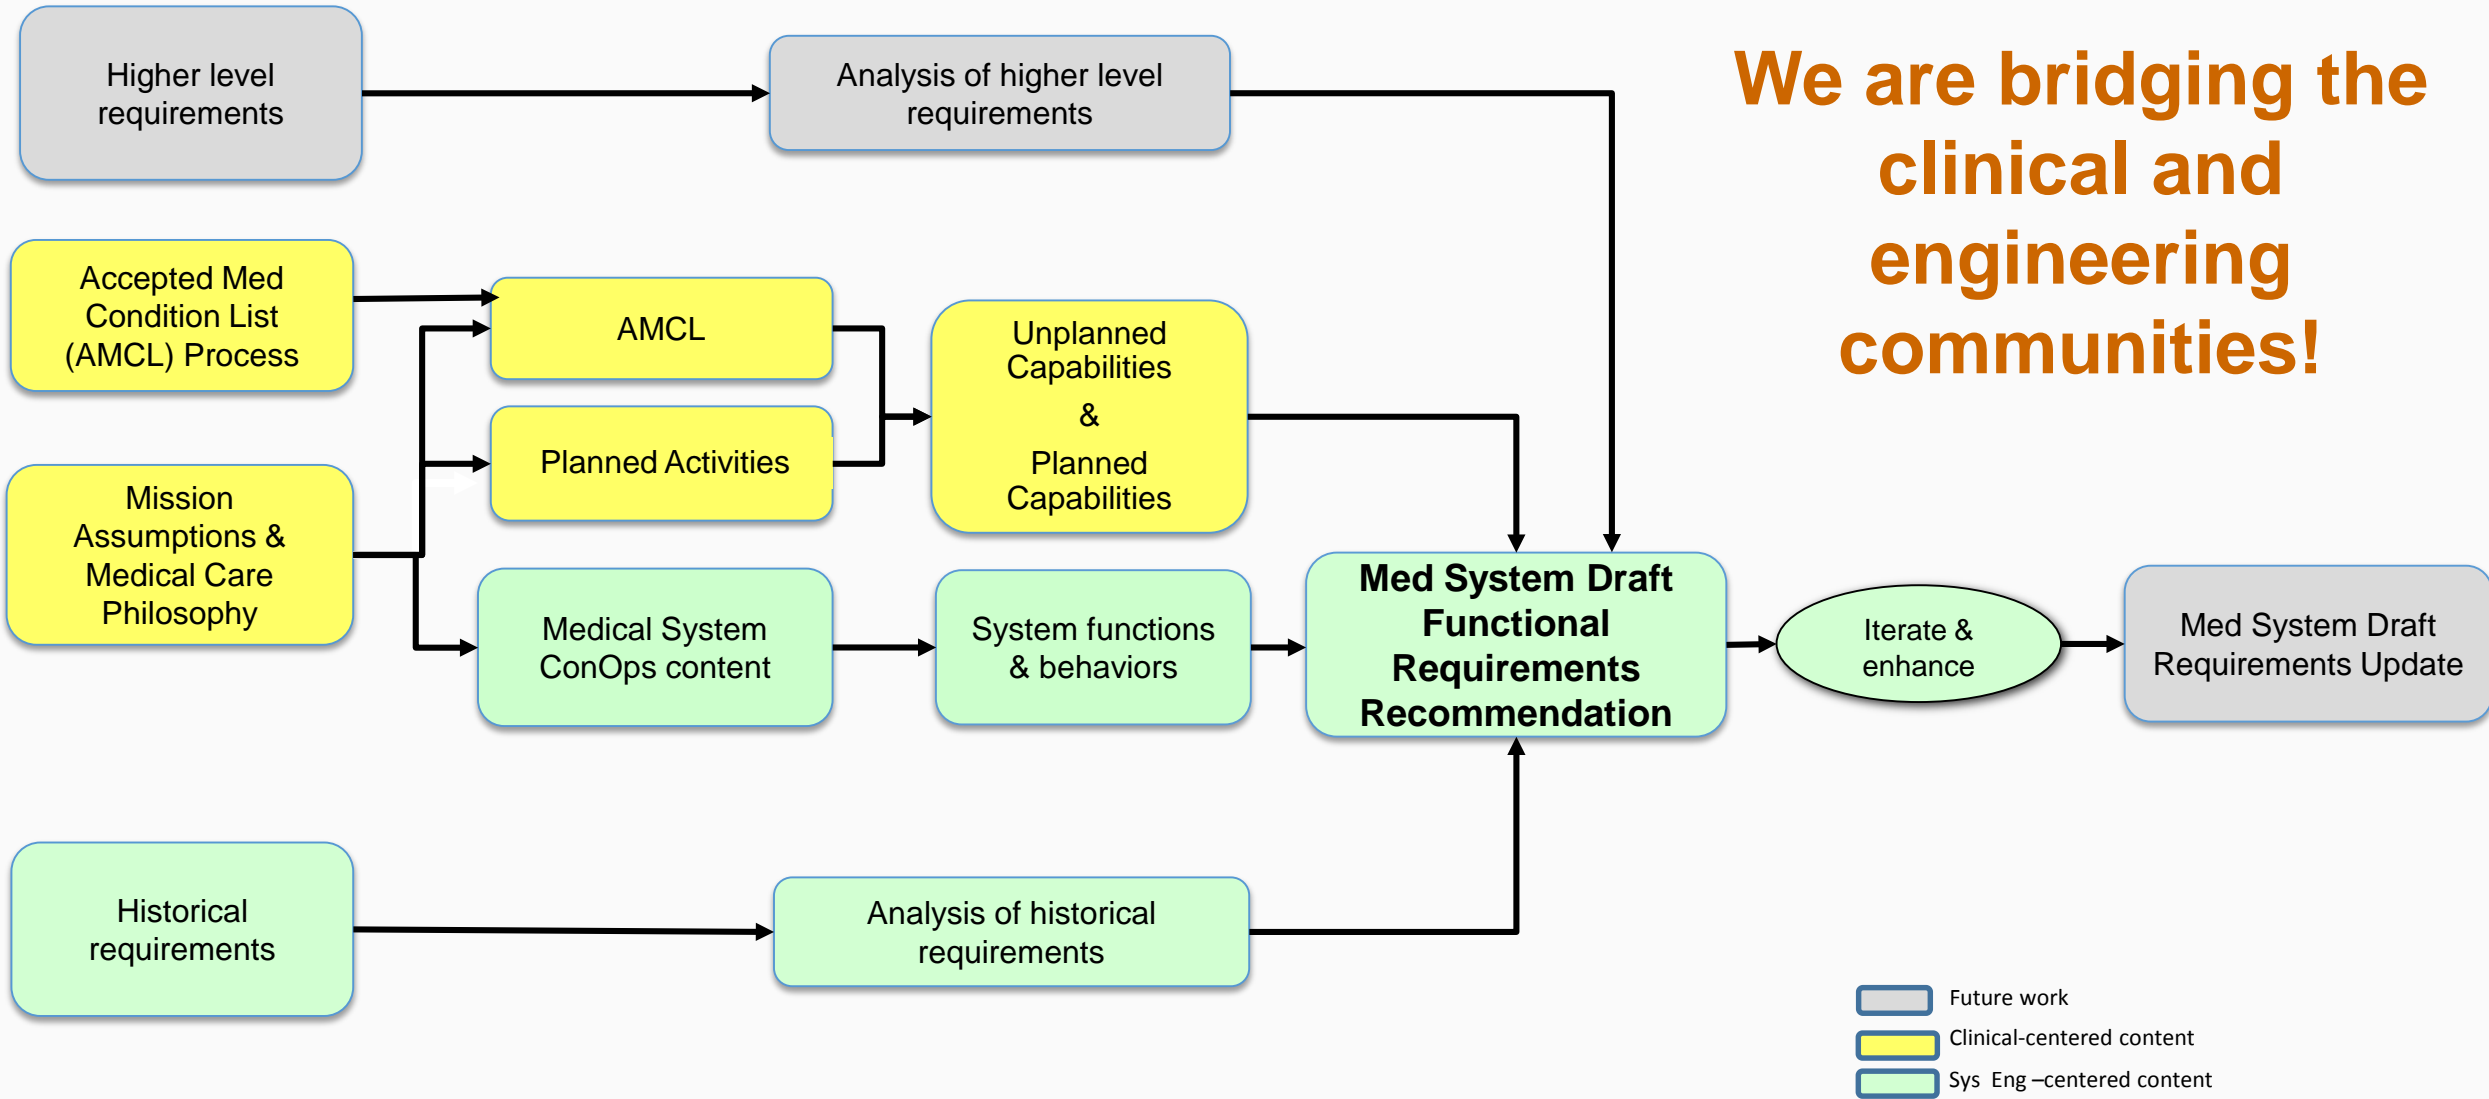 Higher level
requirements
Analysis of higher level
requirements
We are bridging the
clinical and
engineering
communities!
Accepted Med
Condition List
(AMCL) Process
AMCL
Planned Activities
Unplanned
Capabilities
&
Planned
Capabilities
Mission
Assumptions &
Medical Care
Philosophy
Medical System
ConOps content
System functions
& behaviors
Med System Draft
Functional
Requirements
Recommendation
Iterate &
enhance
Med System Draft
Requirements Update
Historical
requirements
Analysis of historical
requirements
Future work
Clinical-centered content
Sys Eng –centered content